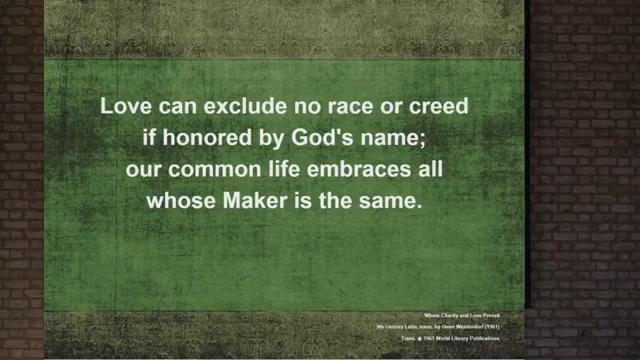 Love can exclude no race or creed
if honored by God's name;
our common life embraces all
whose Maker is the same.
Where Charity and Love Prevail
9th century Latin, trans. by Omer Westendorf (1961)
Trans. � 1961 World Library Publications